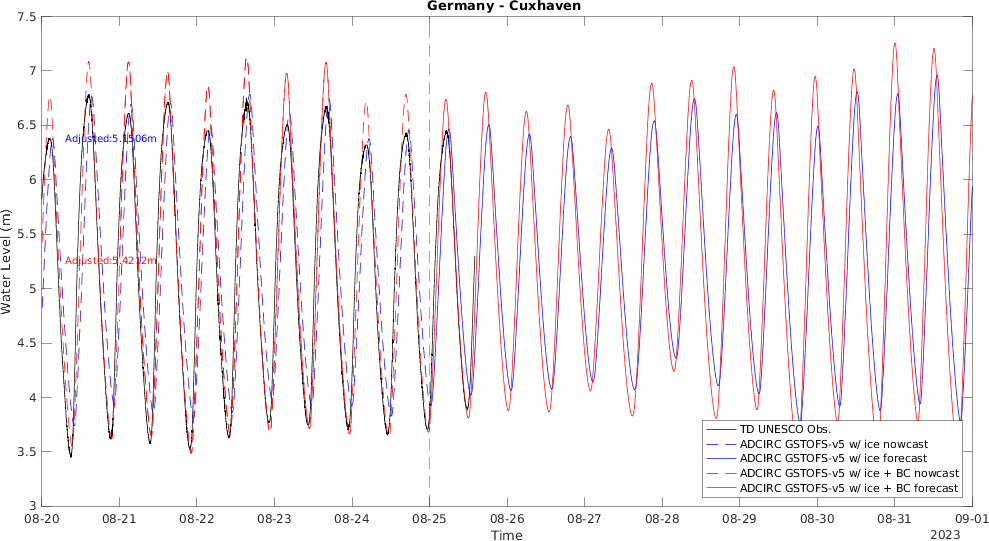 Germany - Cuxhaven
7.5
7
6.5
6
5.5
5
4.5
4
3.5
3
Water Level (m)
Adjusted:5.1506m
Adjusted:5.4212m
TD UNESCO Obs.
ADCIRC GSTOFS-v5 w/ ice nowcast
ADCIRC GSTOFS-v5 w/ ice forecast
ADCIRC GSTOFS-v5 w/ ice + BC nowcast
ADCIRC GSTOFS-v5 w/ ice + BC forecast
08-20 08-21 08-22 08-23 08-24 08-25 08-26 08-27 08-28 08-29 08-30 08-31 09-01
Time
2023